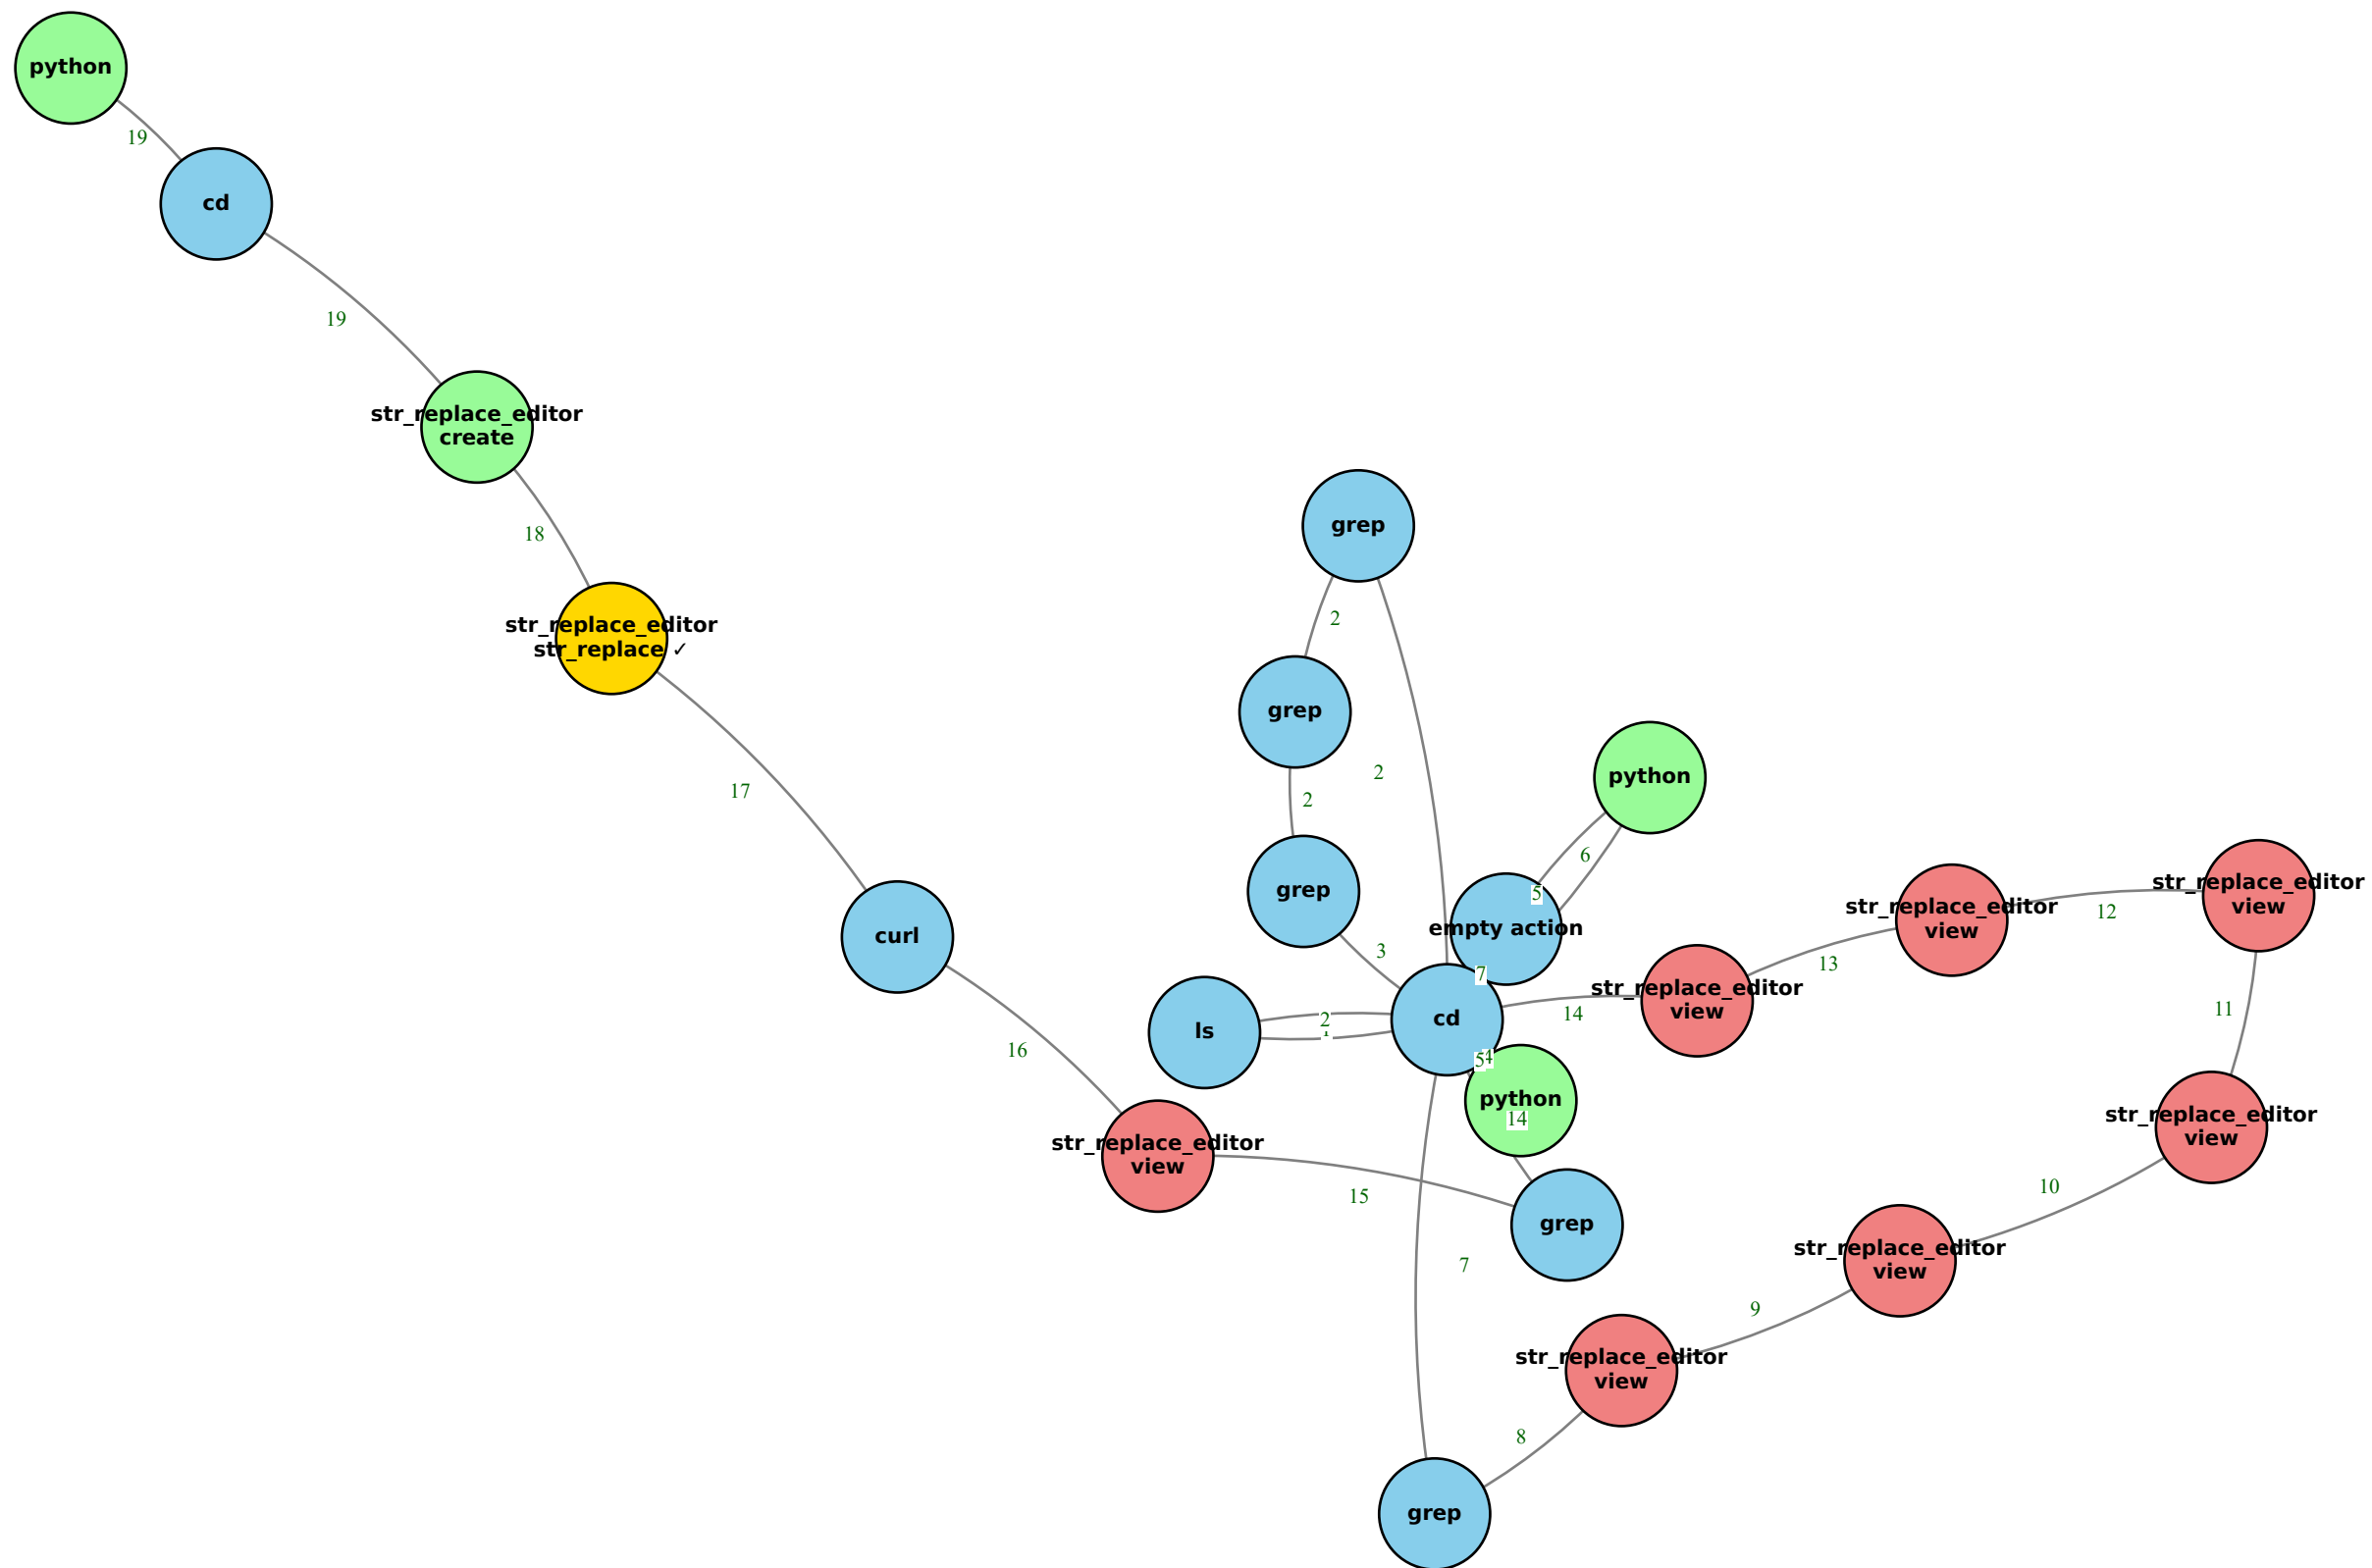 python
19
cd
19
str_replace_editor
create
18
str_replace_editor
str_replace ✓
17
curl
16
str_replace_editor
view
15
grep
2
grep
2
2
grep
3
ls
2
cd
7
empty action
5
6
python
14
str_replace_editor
view
13
str_replace_editor
view
12
str_replace_editor
view
11
str_replace_editor
view
10
str_replace_editor
view
9
str_replace_editor
view
8
grep
7
5
4
python
14
grep